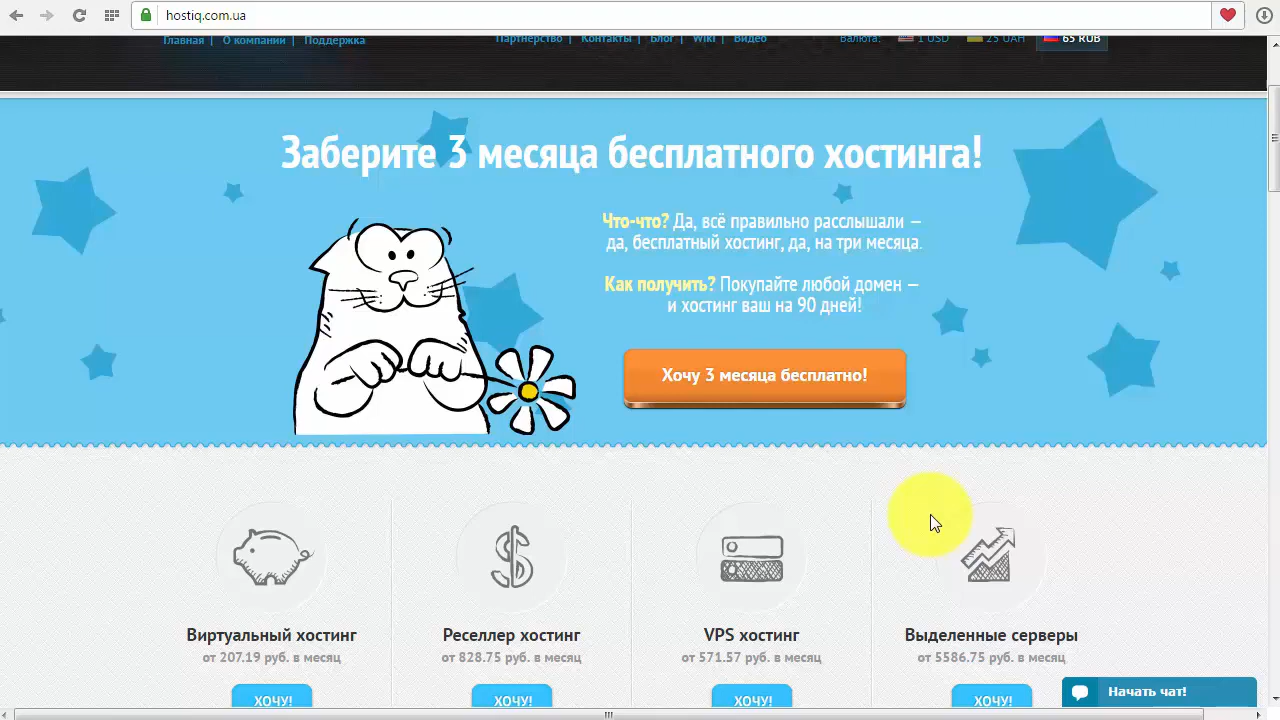 hostiq.com.ua
Главная | О компании | Поддержка
Партнерство | Контакты | Блог | Wiki | Видео
Валюта: 1 USD 25 UAH 65 RUB
Заберите 3 месяца бесплатного хостинга!
Что-что? Да, всё правильно расслышали —
да, бесплатный хостинг, да, на три месяца.
Как получить? Покупайте любой домен —
и хостинг ваш на 90 дней!
Хочу 3 месяца бесплатно!
Виртуальный хостинг
от 207.19 руб. в месяц
ХОЧУ!
Реселлер хостинг
от 828.75 руб. в месяц
ХОЧУ!
VPS хостинг
от 571.57 руб. в месяц
ХОЧУ!
Выделенные серверы
от 5586.75 руб. в месяц
ХОЧУ!
Начать чат!